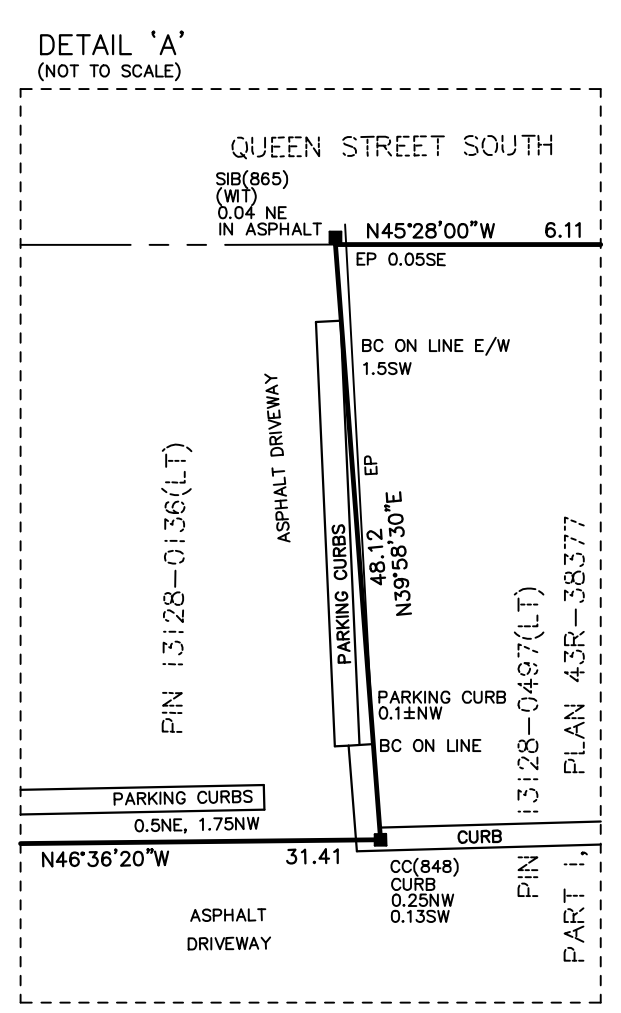 DETAIL 'A'
(NOT TO SCALE)
QUEEN STREET SOUTH
SIB(865)
(WIT)
0.04 NE
IN ASPHALT
N45°28'00"W 6.11
EP 0.05SE
BC ON LINE E/W
1.5SW
ASPHALT DRIVEWAY
EP
PIN 13128-0136(LT)
PARKING CURBS
48.12
N39°58'30"E
PIN 13128-0497(LT)
PART 1, PLAN 43R-38377
PARKING CURB
0.1±NW
BC ON LINE
PARKING CURBS
0.5NE, 1.75NW
CURB
N46°36'20"W 31.41
CC(848)
CURB
0.25NW
0.13SW
ASPHALT
DRIVEWAY